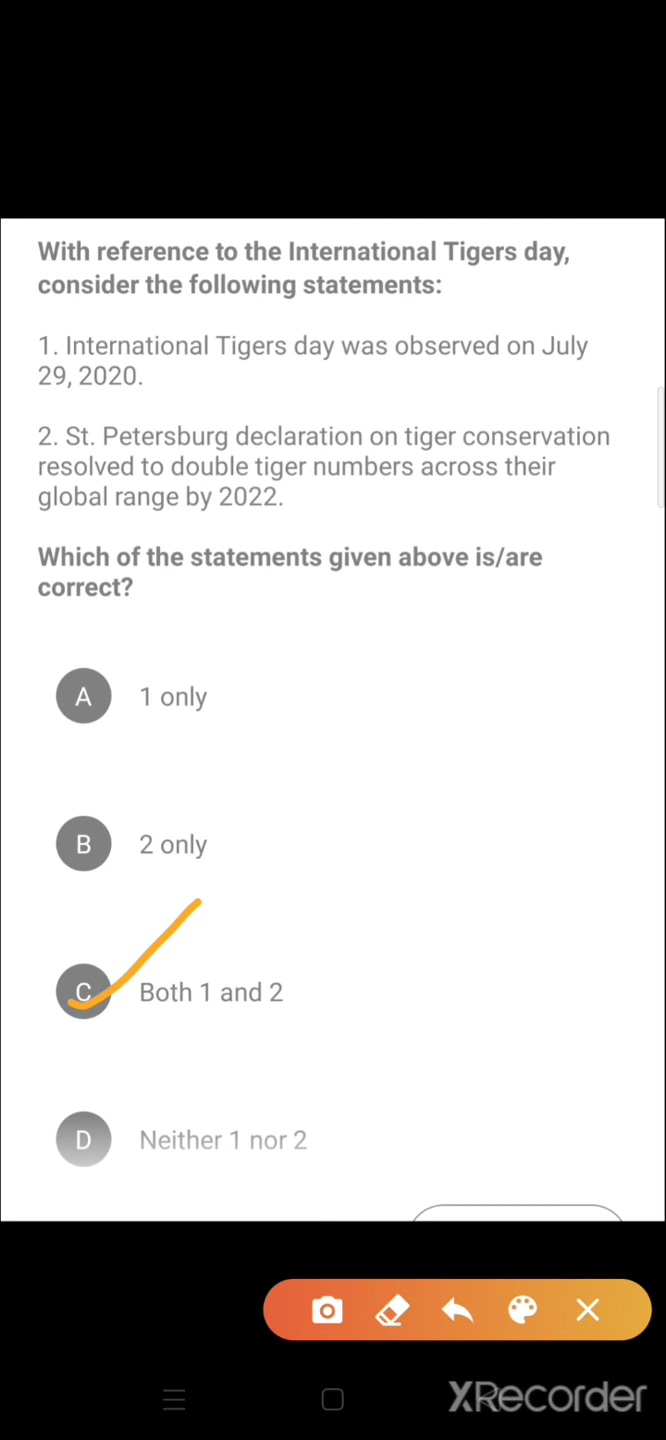 With reference to the International Tigers day,
consider the following statements:
1. International Tigers day was observed on July
29, 2020.
2. St. Petersburg declaration on tiger conservation
resolved to double tiger numbers across their
global range by 2022.
Which of the statements given above is/are
correct?
A 1 only
B 2 only
C Both 1 and 2
D Neither 1 nor 2
XRecorder